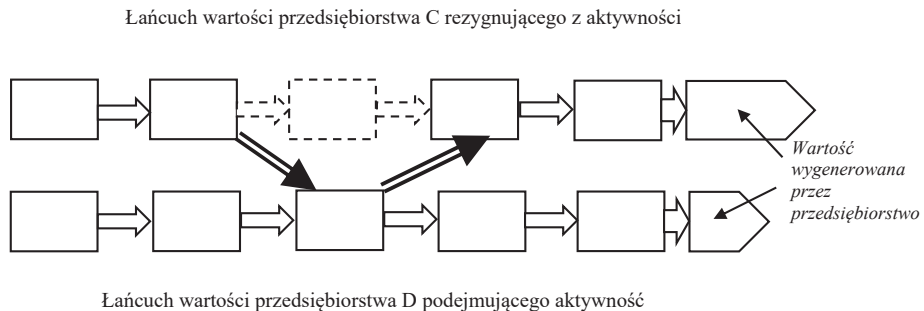 Łańcuch wartości przedsiębiorstwa C rezygnującego z aktywności
Wartość
wygenerowana
przez
przedsiębiorstwo
Łańcuch wartości przedsiębiorstwa D podejmującego aktywność